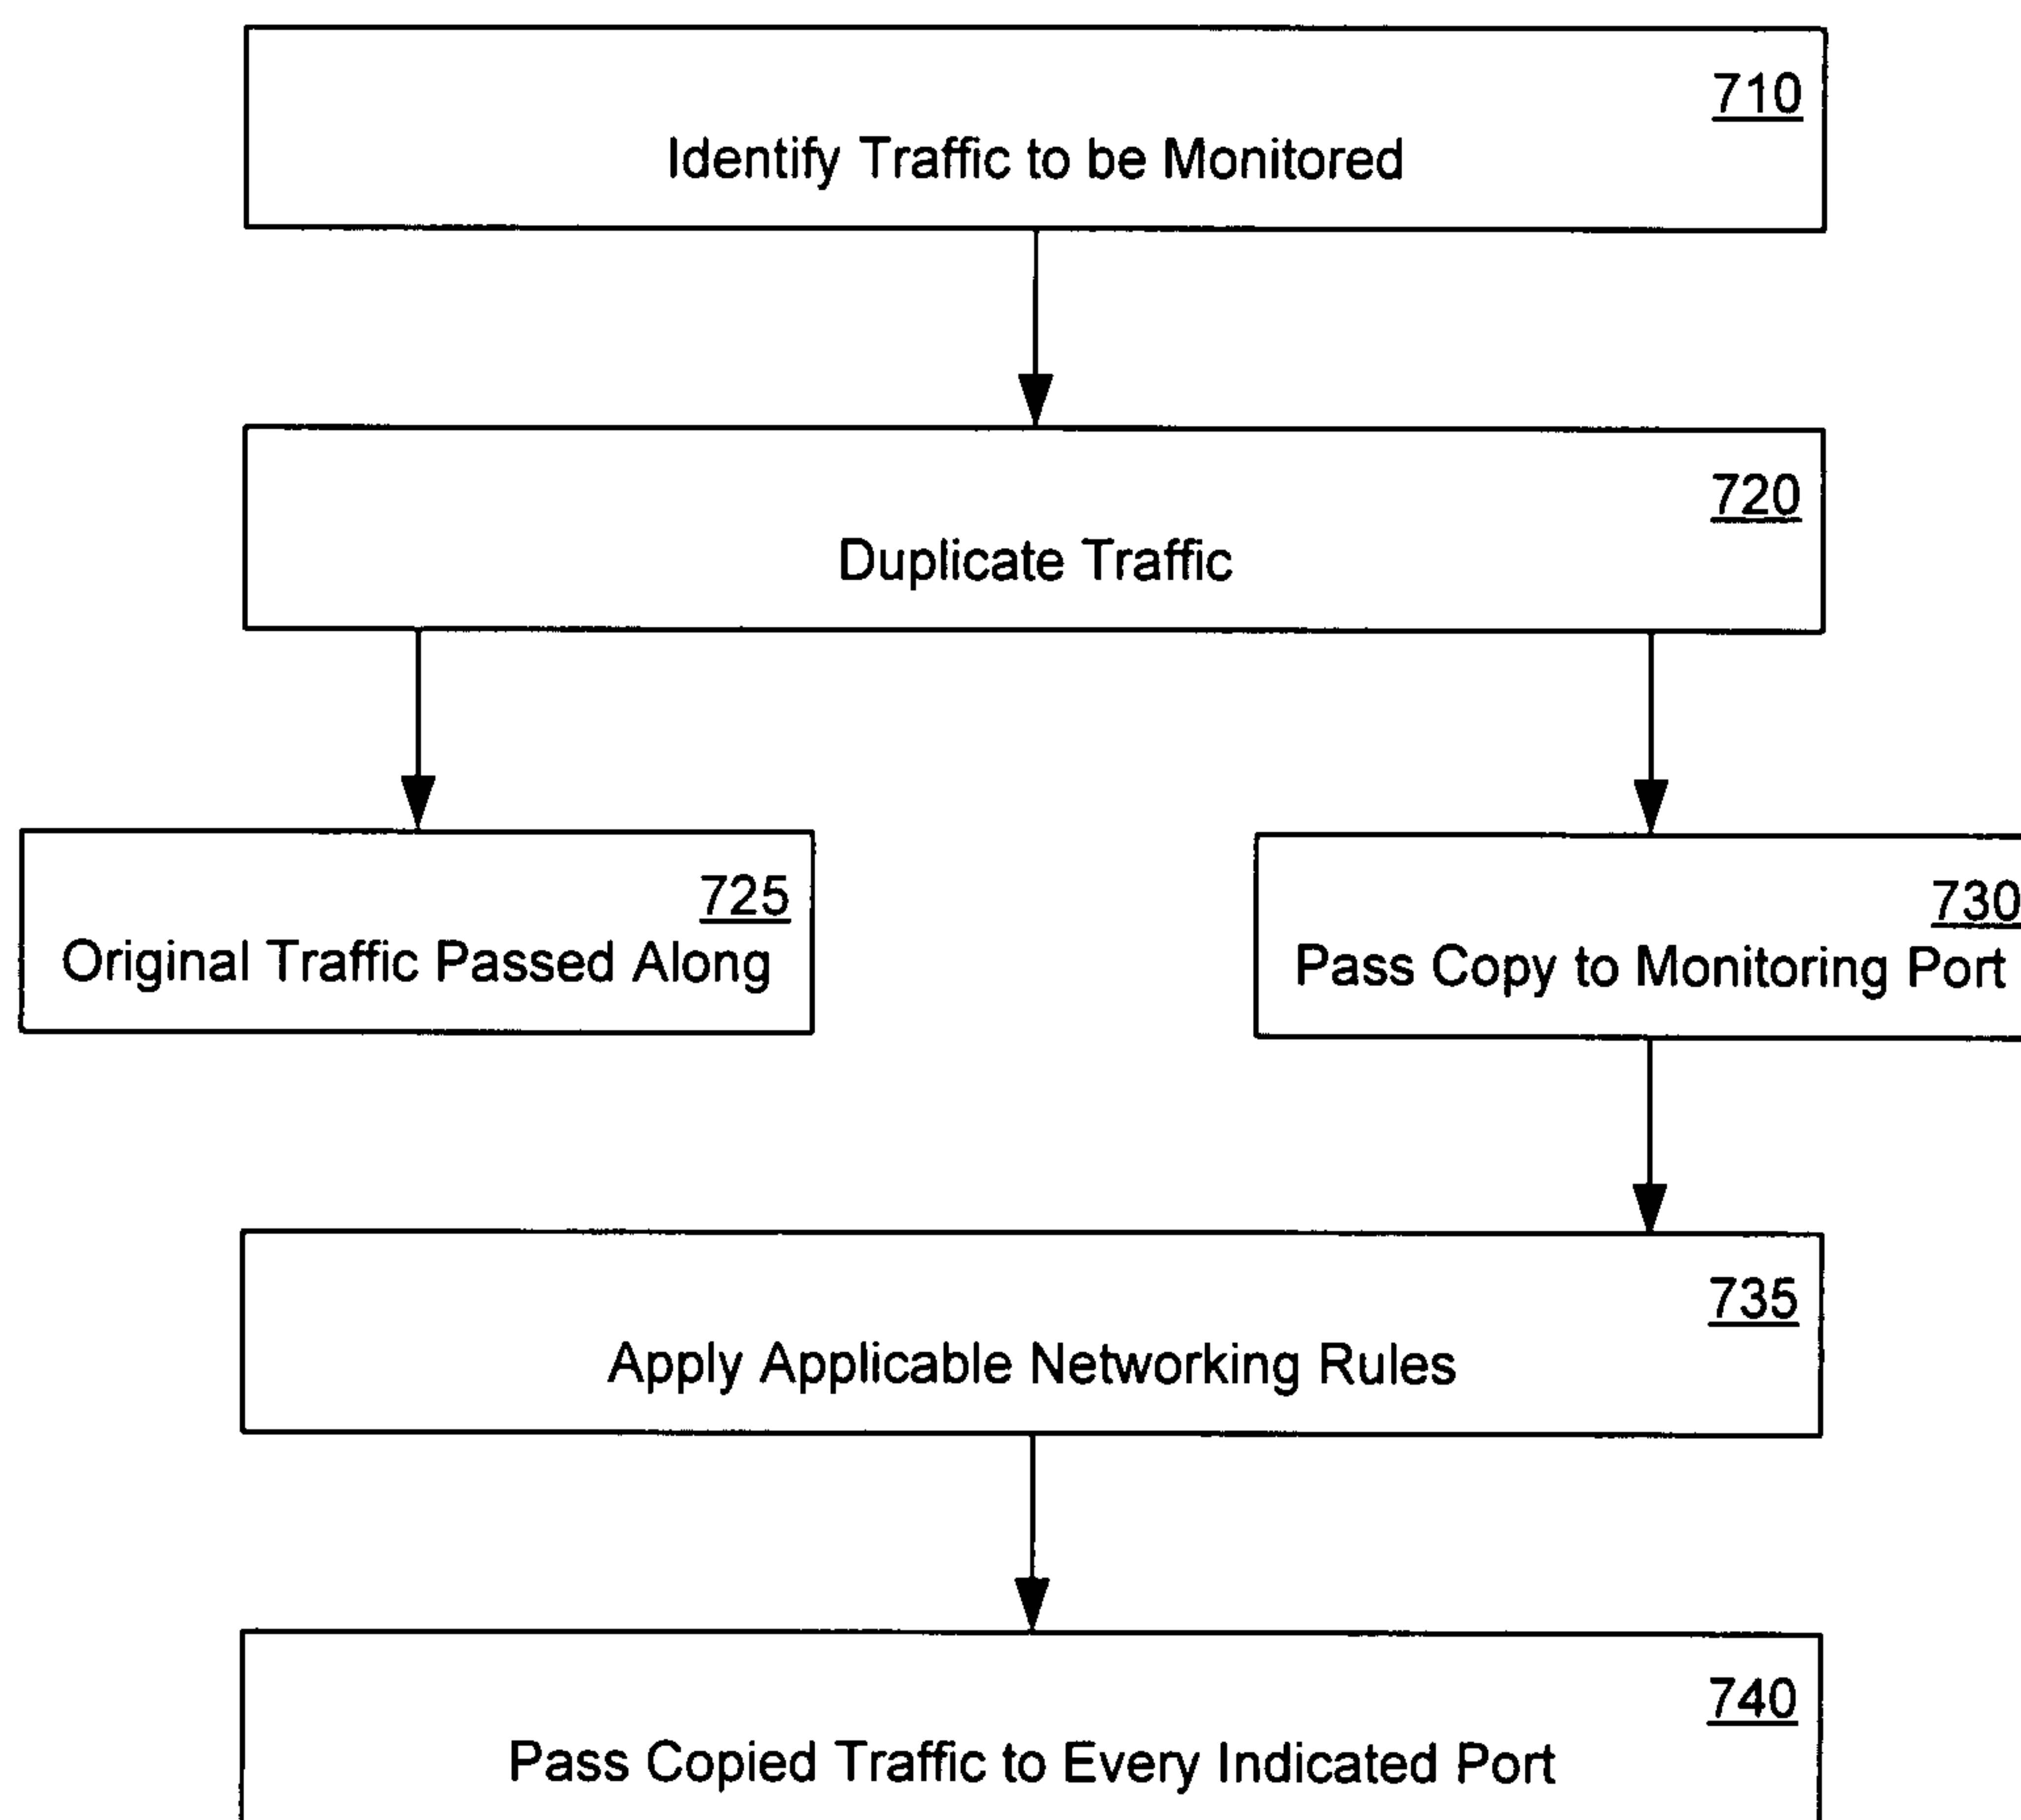 710
Identify Traffic to be Monitored
720
Duplicate Traffic
725
Original Traffic Passed Along
730
Pass Copy to Monitoring Port
735
Apply Applicable Networking Rules
740
Pass Copied Traffic to Every Indicated Port